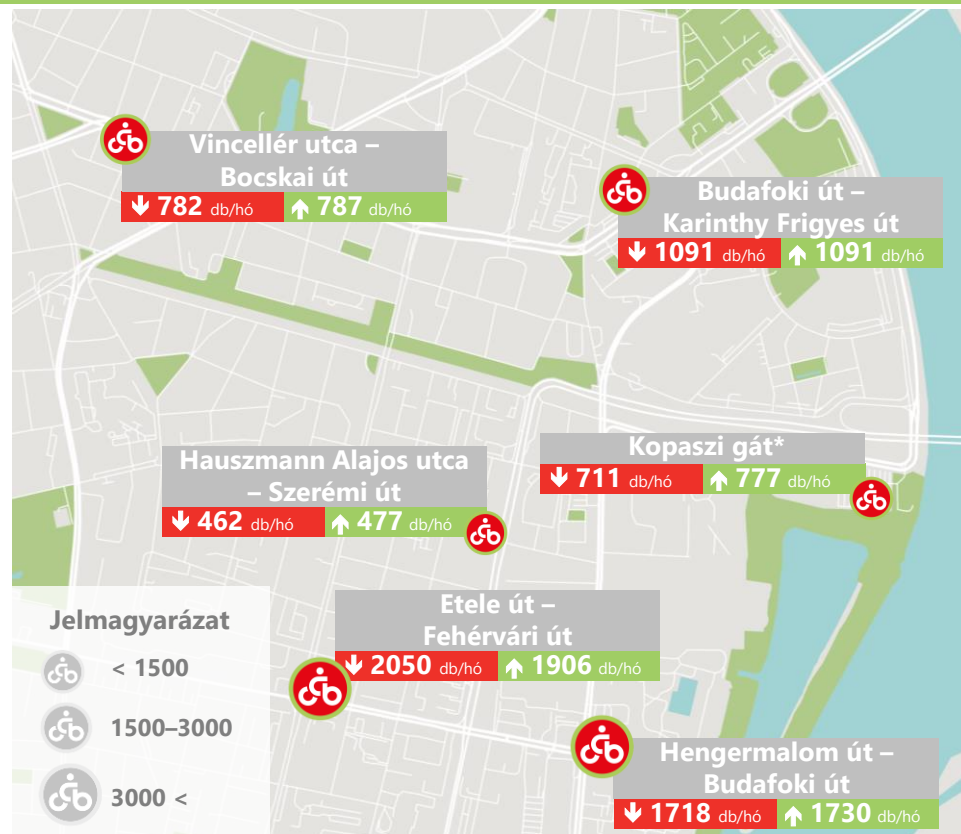 Vincellér utca –
Bocskai út
782 db/hó 787 db/hó
Budafoki út –
Karinthy Frigyes út
1091 db/hó 1091 db/hó
Kopaszi gát*
711 db/hó 777 db/hó
Hauszmann Alajos utca
– Szerémi út
462 db/hó 477 db/hó
Etele út –
Fehérvári út
2050 db/hó 1906 db/hó
Hengermalom út –
Budafoki út
1718 db/hó 1730 db/hó
Jelmagyarázat
< 1500
1500–3000
3000 <